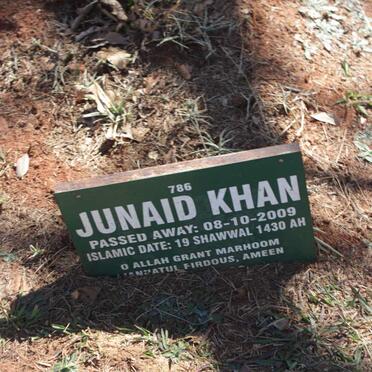 786
JUNAID KHAN
PASSED AWAY: 08-10-2009
ISLAMIC DATE: 19 SHAWWAL 1430 AH
O ALLAH GRANT MARHOOM
JANNATUL FIRDOUS, AMEEN